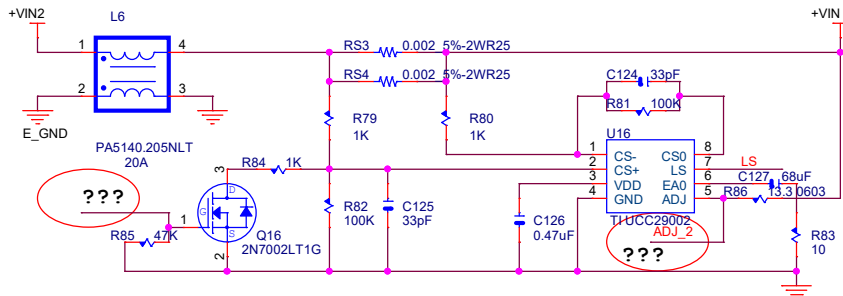 +VIN2
L6
+VIN
1
4
RS3
0.002
5%-2WR25
RS4
0.002
5%-2WR25
2
3
E_GND
C124
33pF
R81
100K
R79
1K
R80
1K
U16
PA5140.205NLT
20A
R84
1K
1
CS-
CS0
8
2
CS+
LS
7
LS
3
VDD
EA0
6
C127
68uF
4
GND
ADJ
5
R86
13.3 0603
TI UCC29002
???
3
D
G
S
1
2
R85
47K
Q16
2N7002LT1G
R82
100K
C125
33pF
C126
0.47uF
ADJ_2
???
R83
10